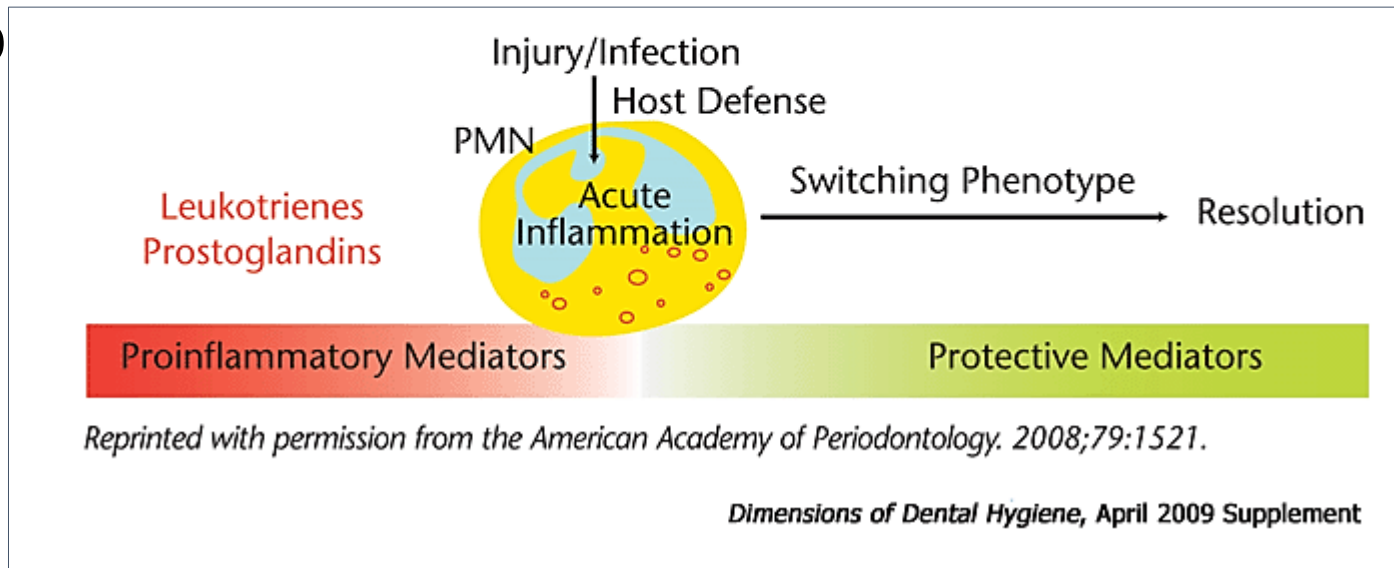 Injury/Infection
Host Defense
PMN
Acute
Inflammation
Switching Phenotype
Resolution
Leukotrienes
Prostoglandins
Proinflammatory Mediators
Protective Mediators
Reprinted with permission from the American Academy of Periodontology. 2008;79:1521.
Dimensions of Dental Hygiene, April 2009 Supplement